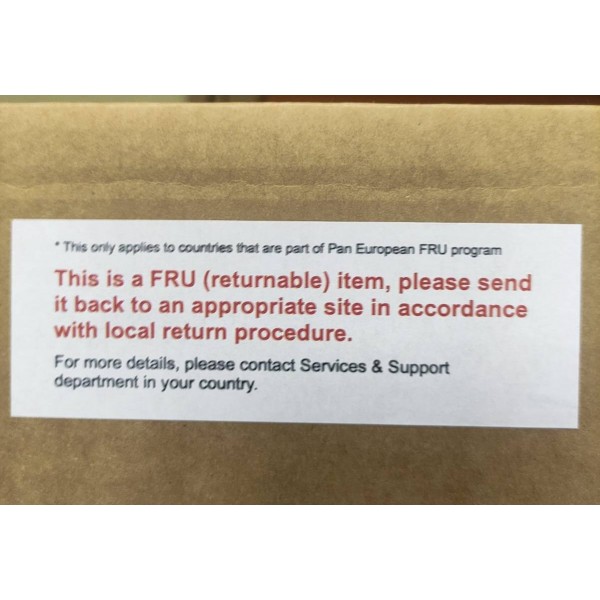 * This only applies to countries that are part of Pan European FRU program
This is a FRU (returnable) item, please send
it back to an appropriate site in accordance
with local return procedure.
For more details, please contact Services & Support
department in your country.